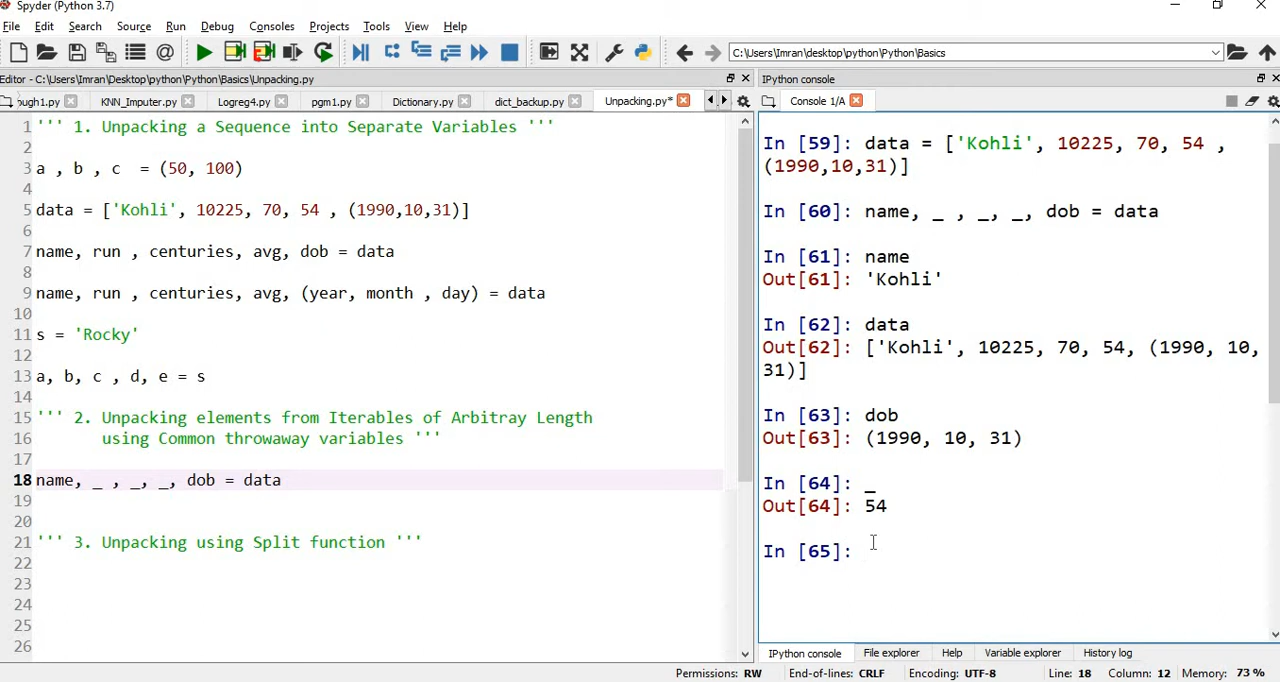 Spyder (Python 3.7)
File Edit Search Source Run Debug Consoles Projects Tools View Help
C:\Users\Imran\desktop\python\Python\Basics
Editor - C:\Users\Imran\Desktop\python\Python\Basics\Unpacking.py
IPython console
ough1.py KNN_Imputer.py Logreg4.py pgm1.py Dictionary.py dict_backup.py Unpacking.py*
Console 1/A
1 ''' 1. Unpacking a Sequence into Separate Variables '''
2
3 a , b , c  = (50, 100)
4
5 data = ['Kohli', 10225, 70, 54 , (1990,10,31)]
6
7 name, run , centuries, avg, dob = data
8
9 name, run , centuries, avg, (year, month , day) = data
10
11 s = 'Rocky'
12
13 a, b, c , d, e = s
14
15 ''' 2. Unpacking elements from Iterables of Arbitray Length
16        using Common throwaway variables '''
17
18 name, _ , _, _, dob = data
19
20
21 ''' 3. Unpacking using Split function '''
22
23
24
25
26
In [59]: data = ['Kohli', 10225, 70, 54 ,
(1990,10,31)]
In [60]: name, _ , _, _, dob = data
In [61]: name
Out[61]: 'Kohli'
In [62]: data
Out[62]: ['Kohli', 10225, 70, 54, (1990, 10,
31)]
In [63]: dob
Out[63]: (1990, 10, 31)
In [64]: _
Out[64]: 54
In [65]:
IPython console File explorer Help Variable explorer History log
Permissions: RW End-of-lines: CRLF Encoding: UTF-8 Line: 18 Column: 12 Memory: 73 %